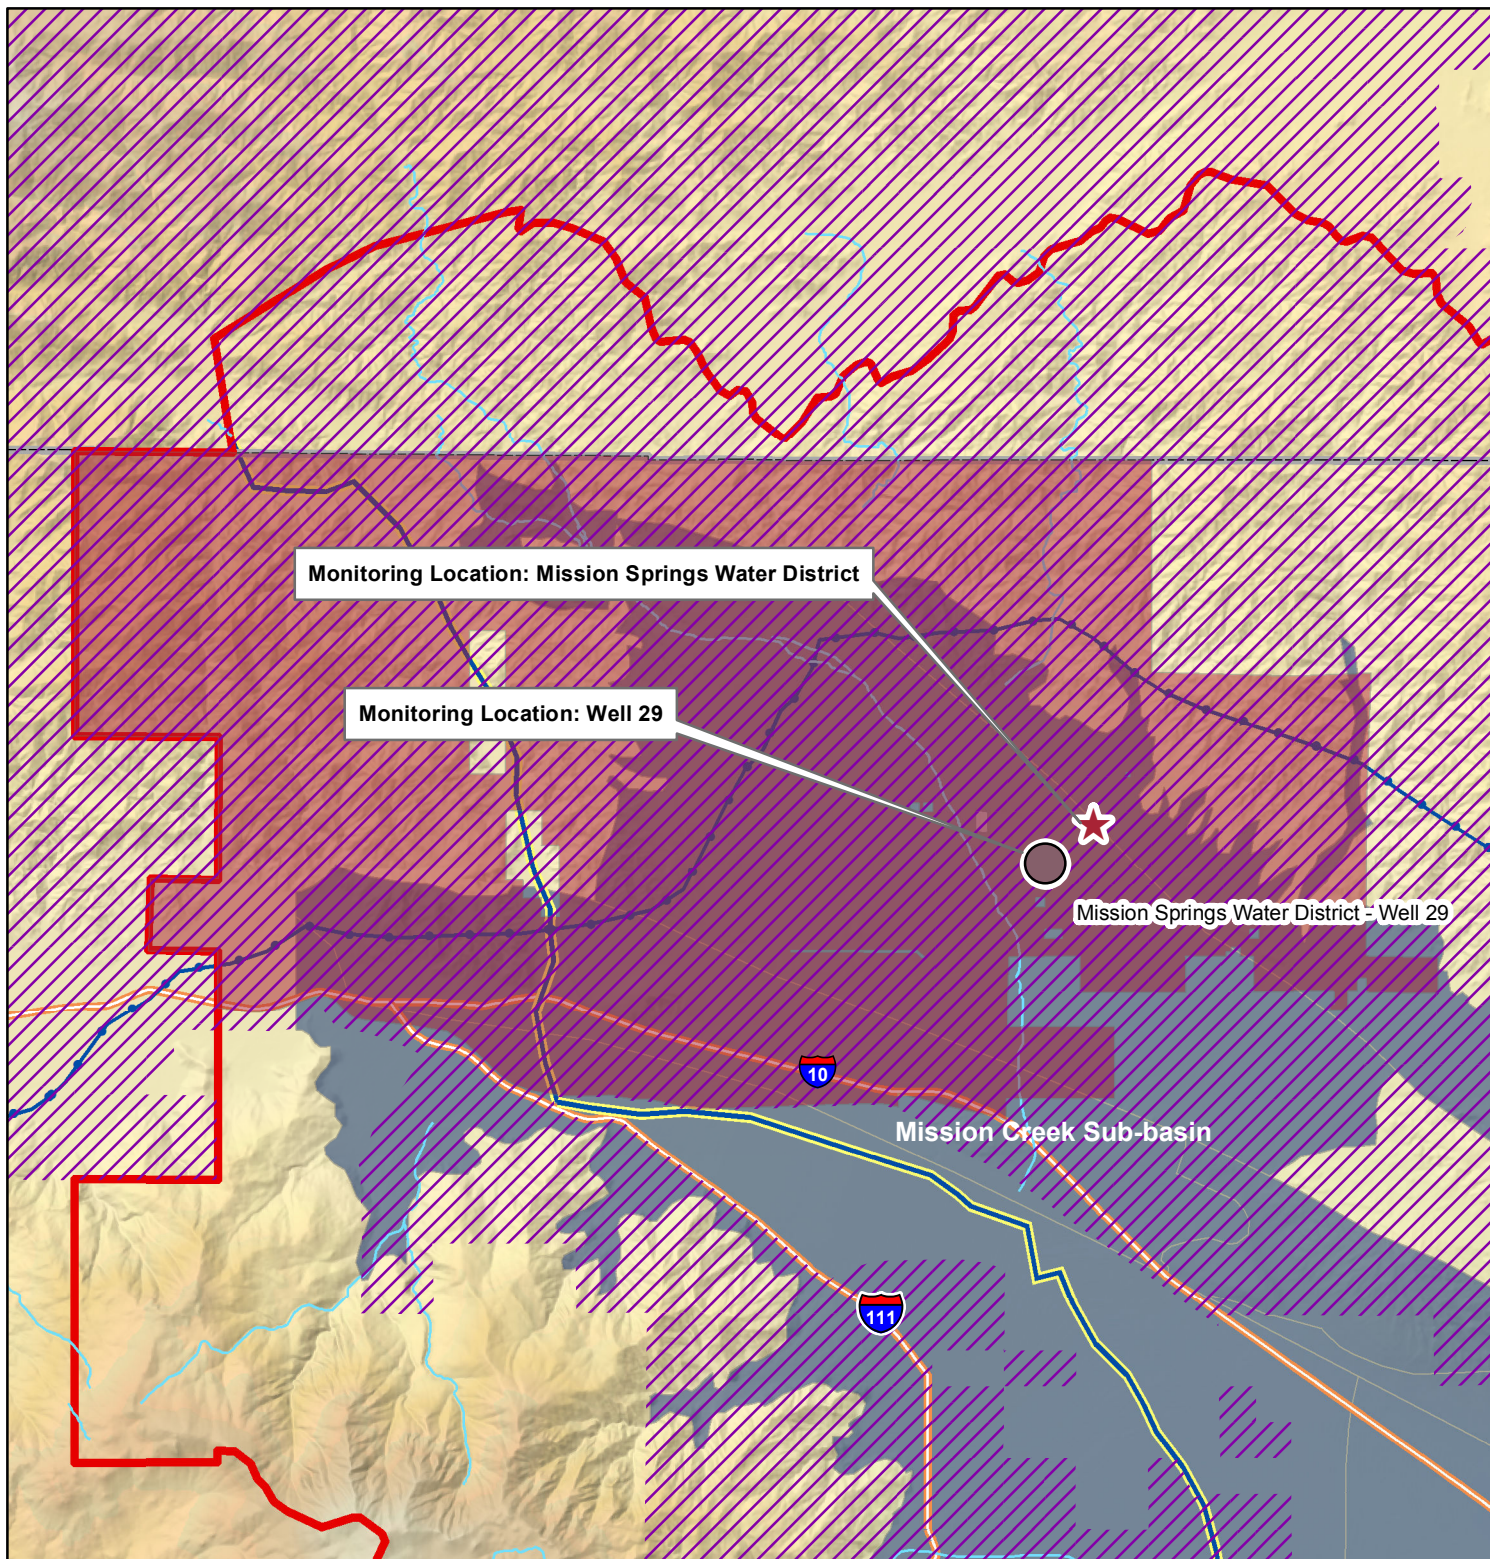 Monitoring Location: Mission Springs Water District
Monitoring Location: Well 29
Mission Springs Water District - Well 29
10
Mission Creek Sub-basin
111